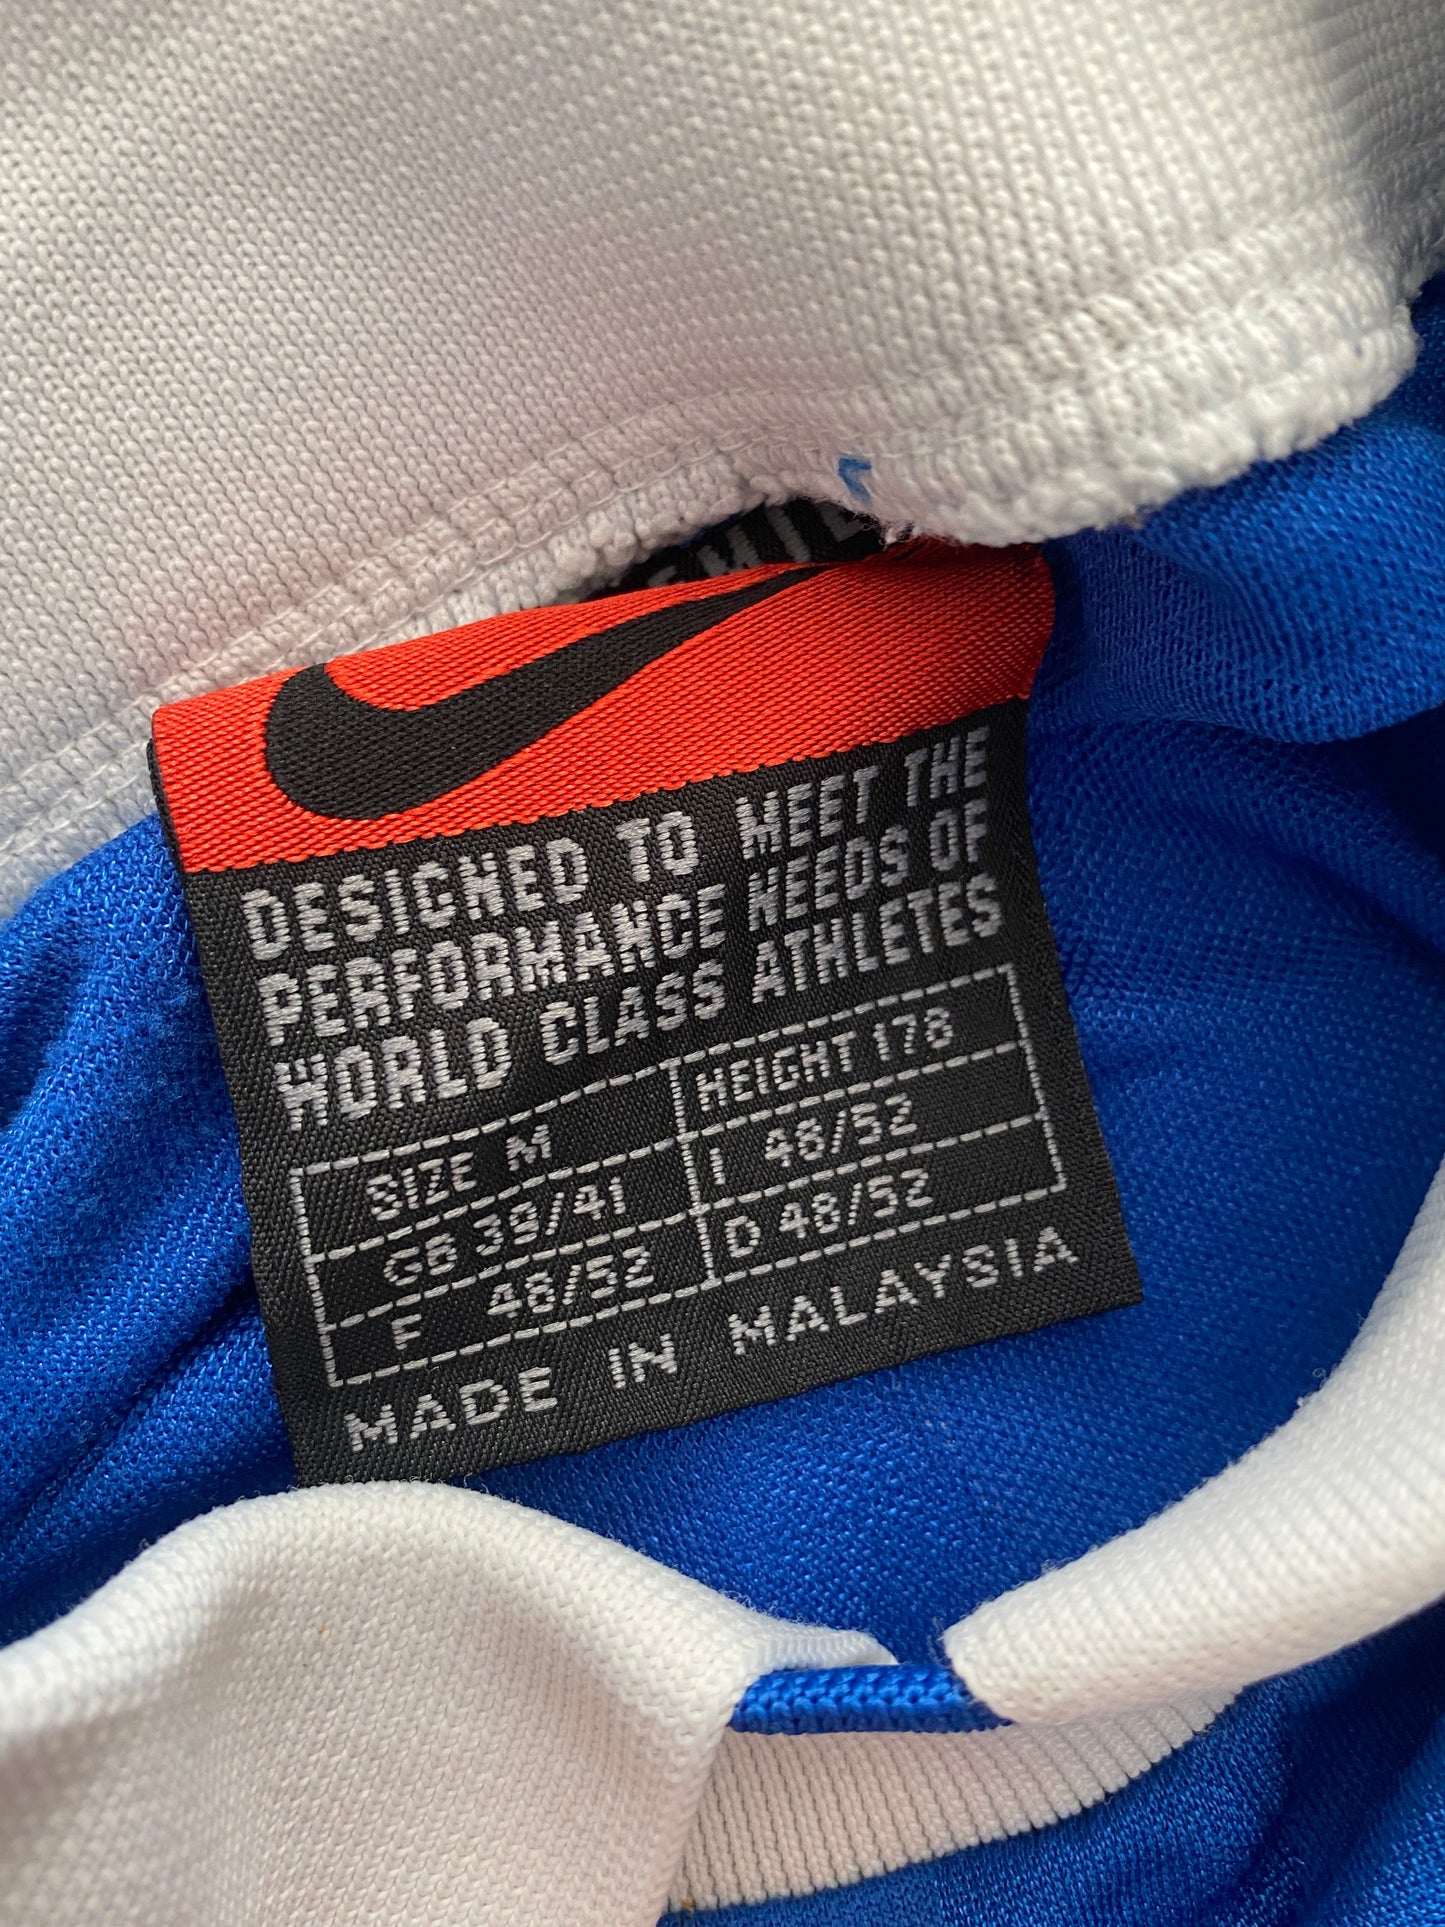 DESIGNED TO MEET THE
PERFORMANCE NEEDS OF
WORLD CLASS ATHLETES
SIZE M HEIGHT 178
GB 39/41 I 48/52
F 48/52 D 48/52
MADE IN MALAYSIA